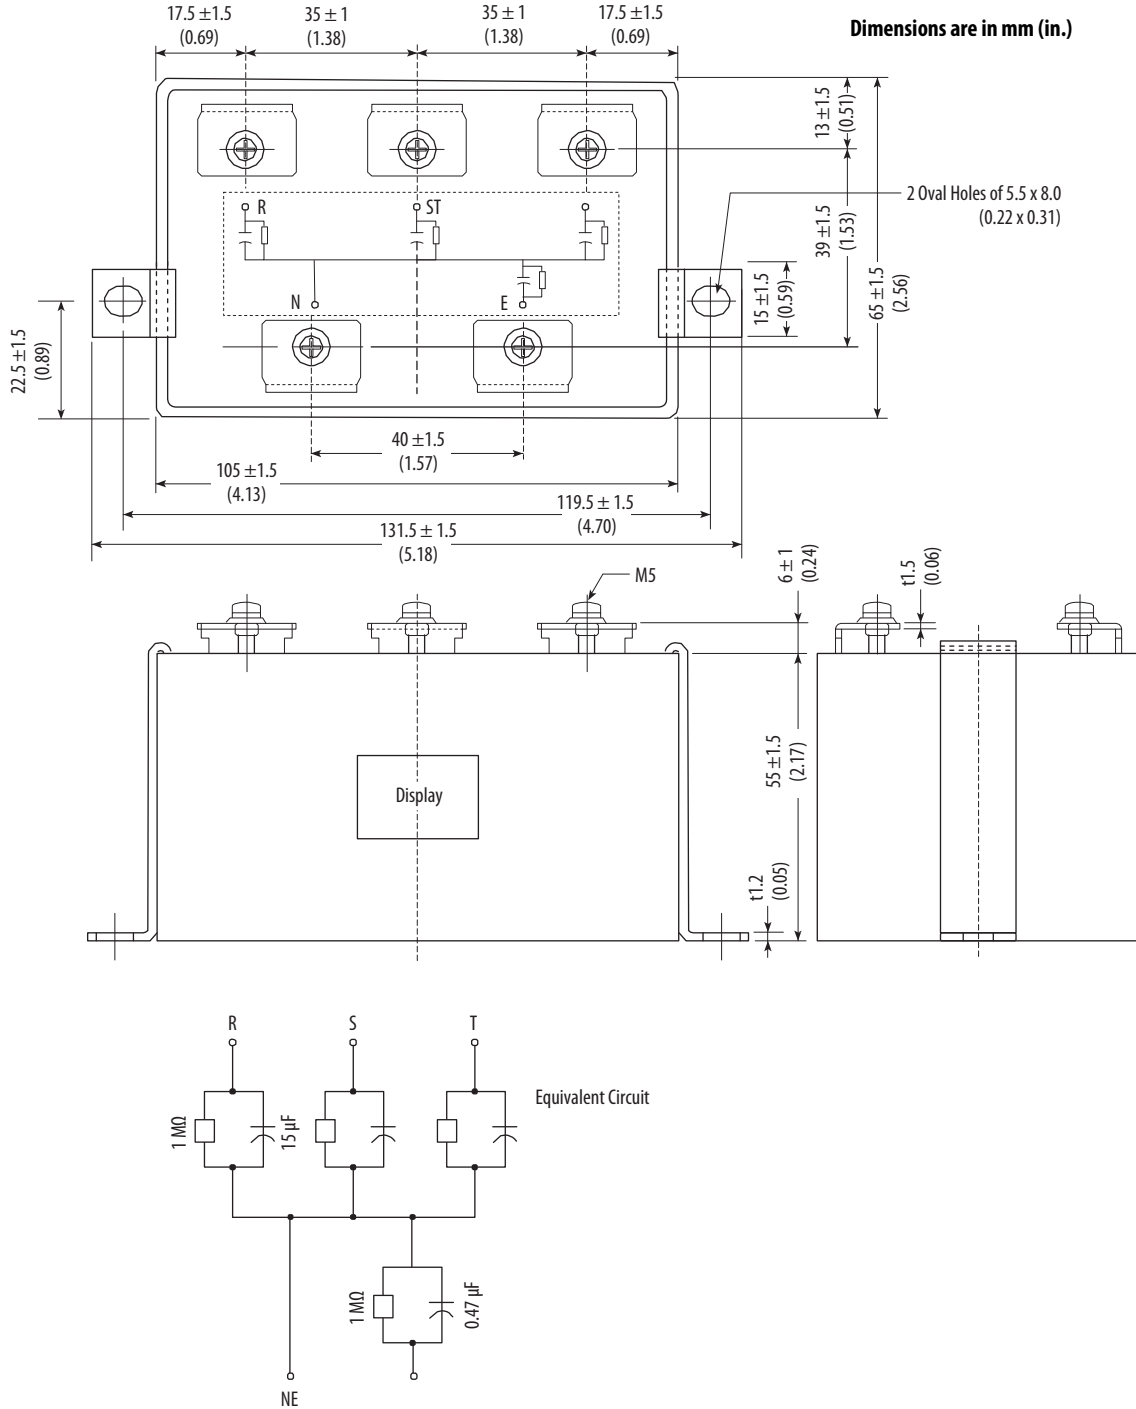 17.5 ±1.5
(0.69)
35 ± 1
(1.38)
35 ± 1
(1.38)
17.5 ±1.5
(0.69)
Dimensions are in mm (in.)
13 ±1.5
(0.51)
2 Oval Holes of 5.5 x 8.0
(0.22 x 0.31)
R
ST
39 ±1.5
(1.53)
65 ±1.5
(2.56)
15 ±1.5
(0.59)
N
E
22.5 ±1.5
(0.89)
40 ±1.5
(1.57)
105 ±1.5
(4.13)
119.5 ± 1.5
(4.70)
131.5 ± 1.5
(5.18)
M5
6 ± 1
(0.24)
t1.5
(0.06)
55 ±1.5
(2.17)
Display
t1.2
(0.05)
R
S
T
Equivalent Circuit
1 MΩ
15 µF
1 MΩ
0.47 µF
NE